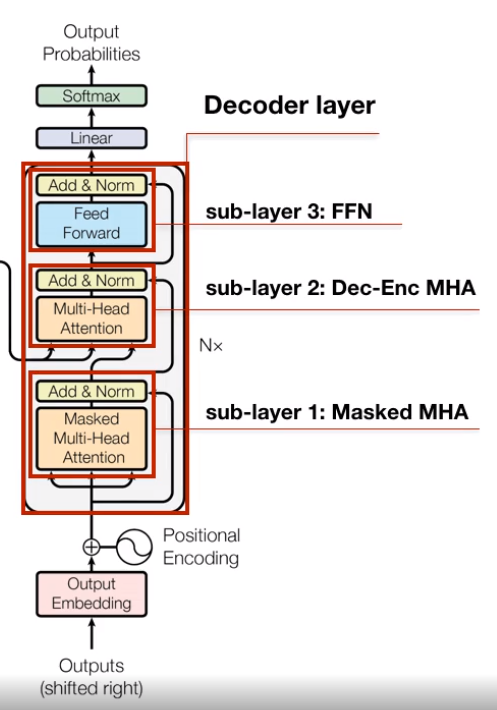 Output
Probabilities
Softmax
Decoder layer
Linear
Add & Norm
Feed
Forward
sub-layer 3: FFN
Add & Norm
Multi-Head
Attention
sub-layer 2: Dec-Enc MHA
N×
Add & Norm
Masked
Multi-Head
Attention
sub-layer 1: Masked MHA
Positional
Encoding
Output
Embedding
Outputs
(shifted right)